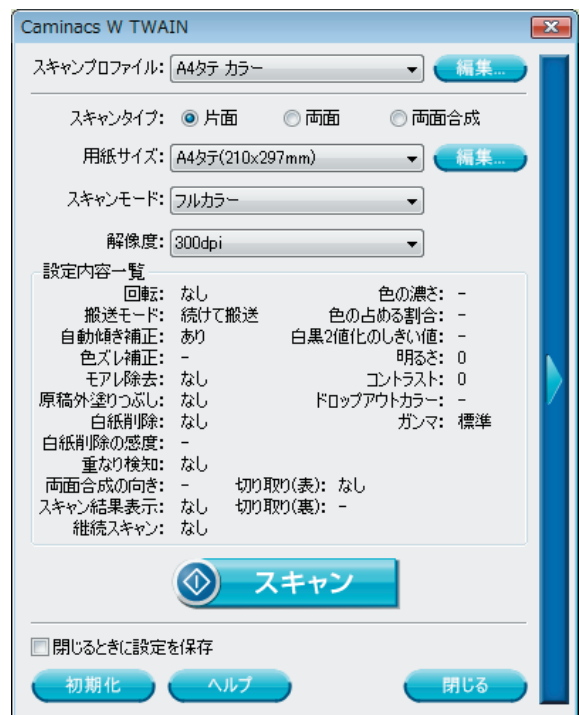 Caminacs W TWAIN
スキャンプロファイル: A4タテ カラー 編集...
スキャンタイプ: 片面 両面 両面合成
用紙サイズ: A4タテ(210x297mm) 編集...
スキャンモード: フルカラー
解像度: 300dpi
設定内容一覧
回転: なし 色の濃さ: -
搬送モード: 続けて搬送 色の占める割合: -
自動傾き補正: あり 白黒2値化のしきい値: -
色ズレ補正: - 明るさ: 0
モアレ除去: なし コントラスト: 0
原稿外塗りつぶし: なし ドロップアウトカラー: -
白紙削除: なし ガンマ: 標準
白紙削除の感度: -
重なり検知: なし
両面合成の向き: - 切り取り(表): なし
スキャン結果表示: なし 切り取り(裏): -
継続スキャン: なし
スキャン
閉じるときに設定を保存
初期化 ヘルプ 閉じる